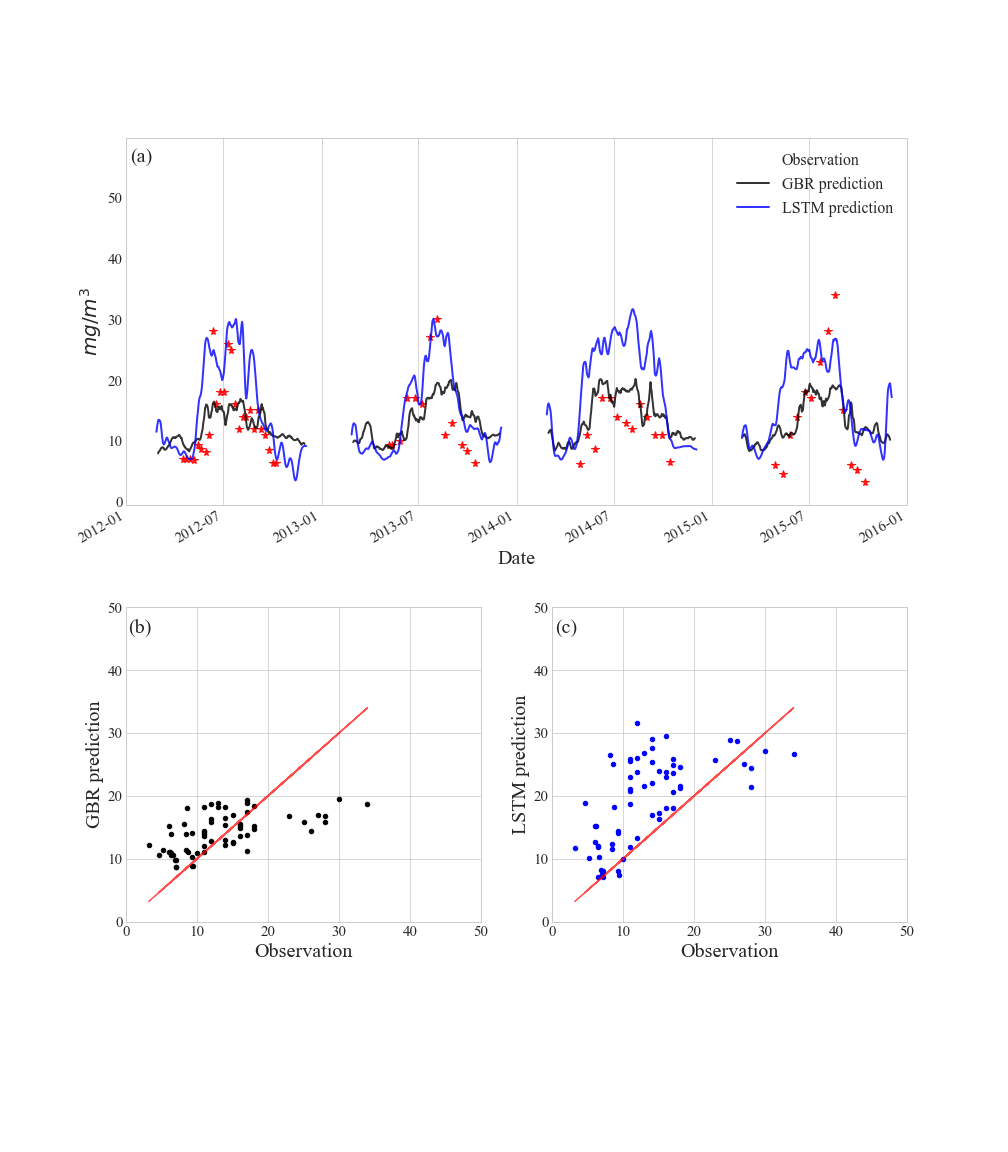 (a)
Observation
GBR prediction
LSTM prediction
mg/m³
50
40
30
20
10
0
2012-01
2012-07
2013-01
2013-07
2014-01
2014-07
2015-01
2015-07
2016-01
Date
(b)
GBR prediction
50
40
30
20
10
0
0 10 20 30 40 50
Observation
(c)
LSTM prediction
50
40
30
20
10
0
0 10 20 30 40 50
Observation